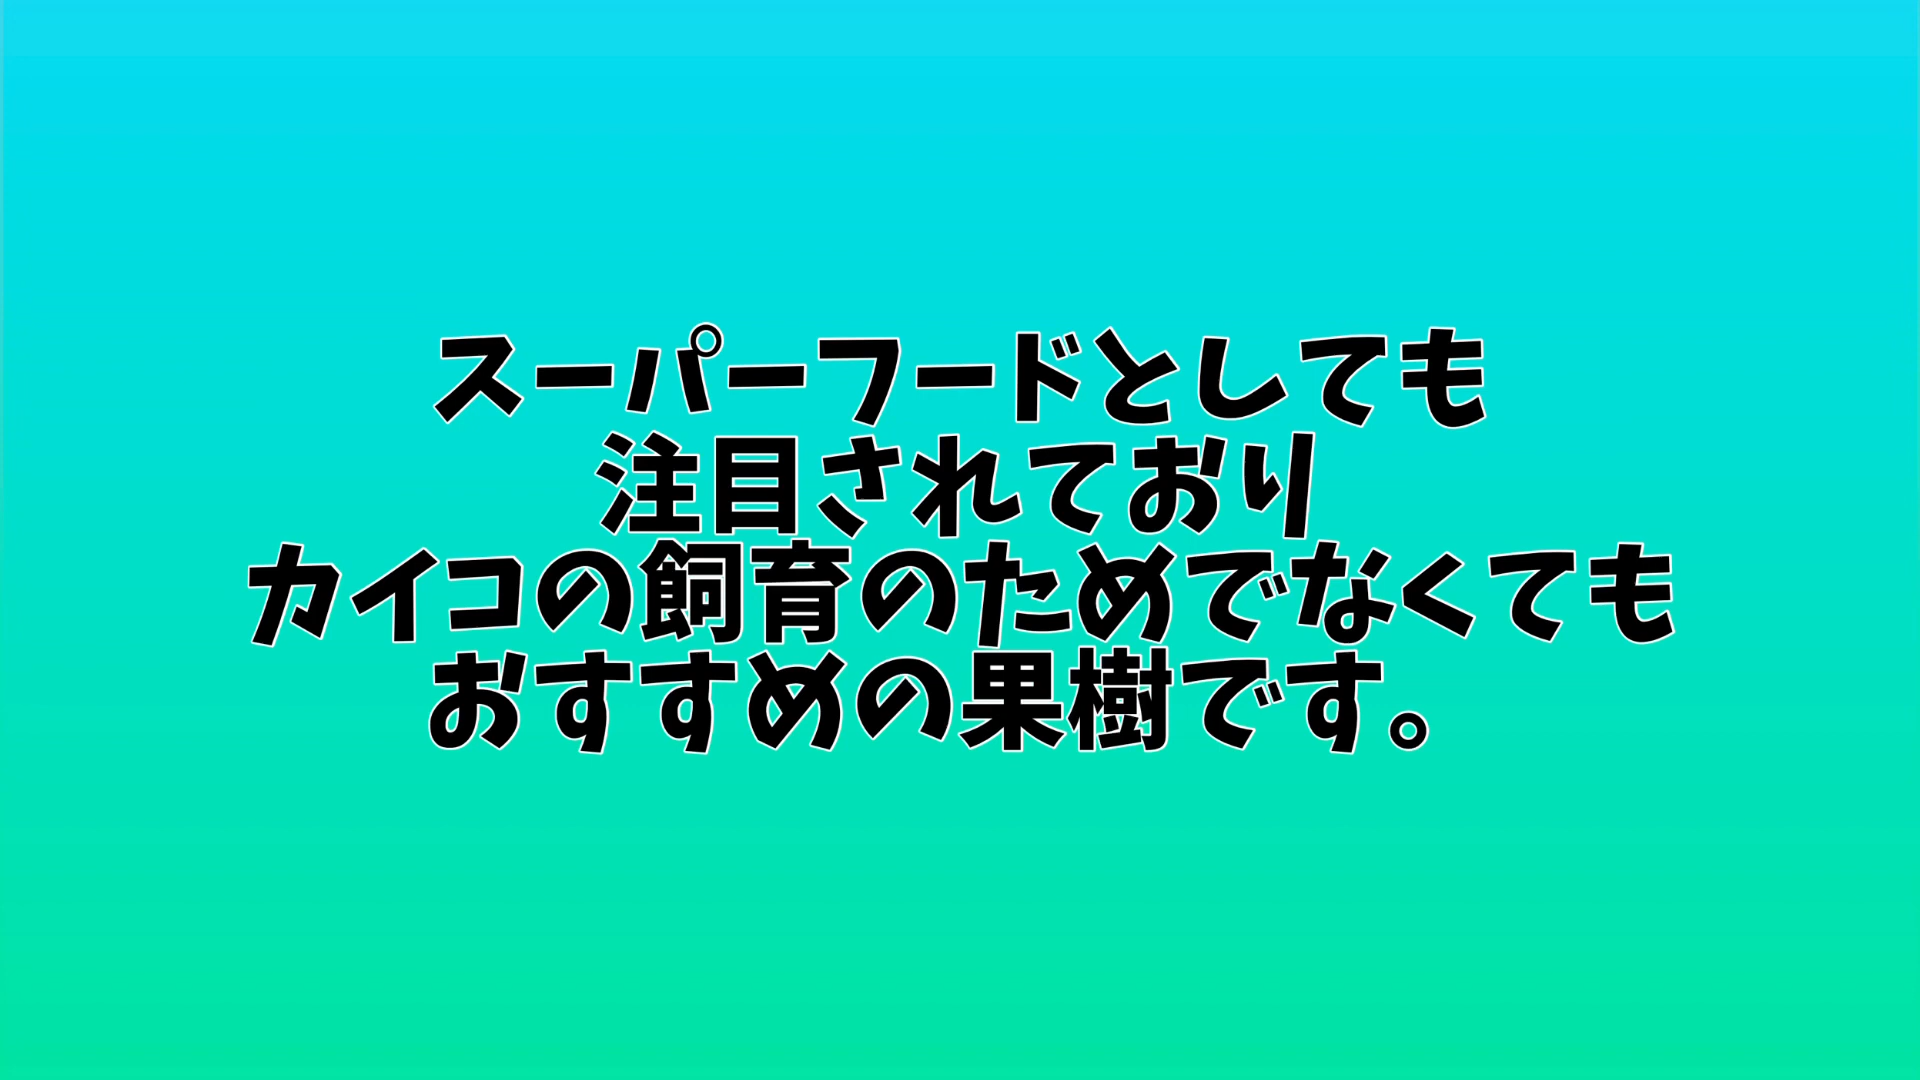 スーパーフードとしても
注目されており
カイコの飼育のためでなくても
おすすめの果樹です。